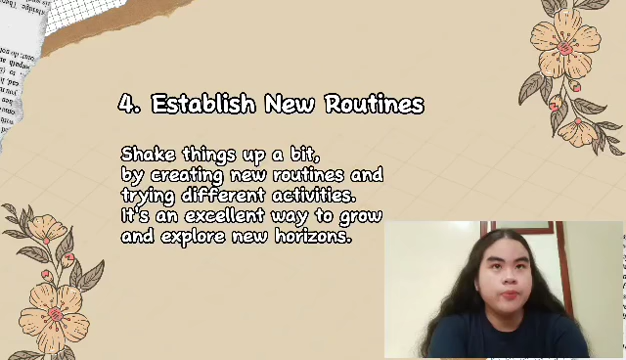 4. Establish New Routines
Shake things up a bit,
by creating new routines and
trying different activities.
It's an excellent way to grow
and explore new horizons.